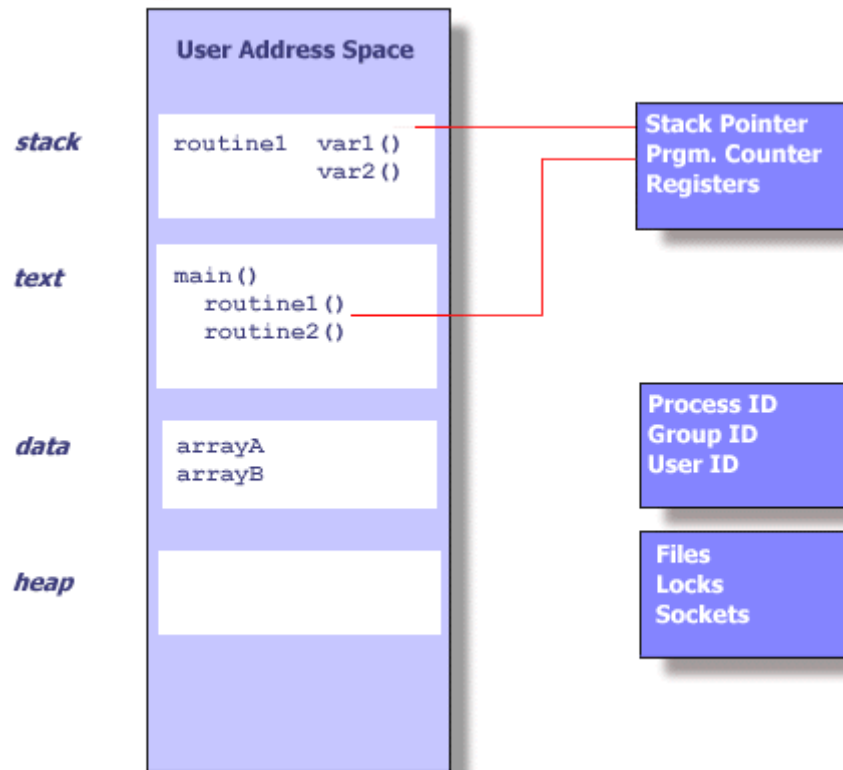 User Address Space
stack
routine1 var1()
var2()
text
main()
routine1()
routine2()
data
arrayA
arrayB
heap
Stack Pointer
Prgm. Counter
Registers
Process ID
Group ID
User ID
Files
Locks
Sockets